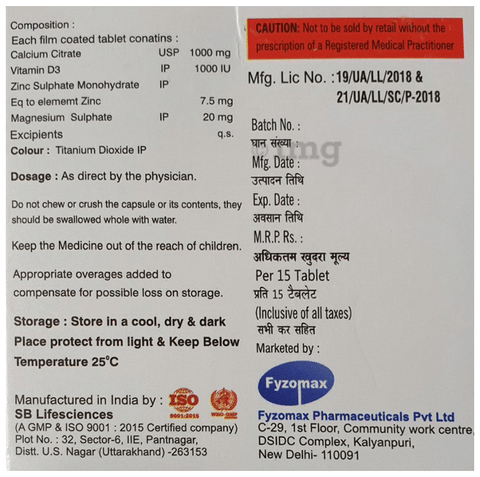 Composition :
Each film coated tablet conatins :
Calcium Citrate USP 1000 mg
Vitamin D3 IP 1000 IU
Zinc Sulphate Monohydrate IP
Eq to elememt Zinc 7.5 mg
Magnesium Sulphate IP 20 mg
Excipients q.s.
Colour : Titanium Dioxide IP
Dosage : As direct by the physician.
Do not chew or crush the capsule or its contents, they
should be swallowed whole with water.
Keep the Medicine out of the reach of children.
Appropriate overages added to
compensate for possible loss on storage.
Storage : Store in a cool, dry & dark
Place protect from light & Keep Below
Temperature 25°C
Manufactured in India by :
SB Lifesciences
(A GMP & ISO 9001 : 2015 Certified company)
Plot No. : 32, Sector-6, IIE, Pantnagar,
Distt. U.S. Nagar (Uttarakhand) -263153
ISO
9001:2015
WHO-GMP
CAUTION: Not to be sold by retail without the
prescription of a Registered Medical Practitioner
Mfg. Lic No. :19/UA/LL/2018 &
21/UA/LL/SC/P-2018
Batch No. :
घान संख्या :
Mfg. Date :
उत्पादन तिथि
Exp. Date :
अवसान तिथि
M.R.P. Rs. :
अधिकतम खुदरा मूल्य
Per 15 Tablet
प्रति 15 टैबलेट
(Inclusive of all taxes)
सभी कर सहित
Marketed by :
Fyzomax
Fyzomax Pharmaceuticals Pvt Ltd
C-29, 1st Floor, Community work centre,
DSIDC Complex, Kalyanpuri,
New Delhi- 110091